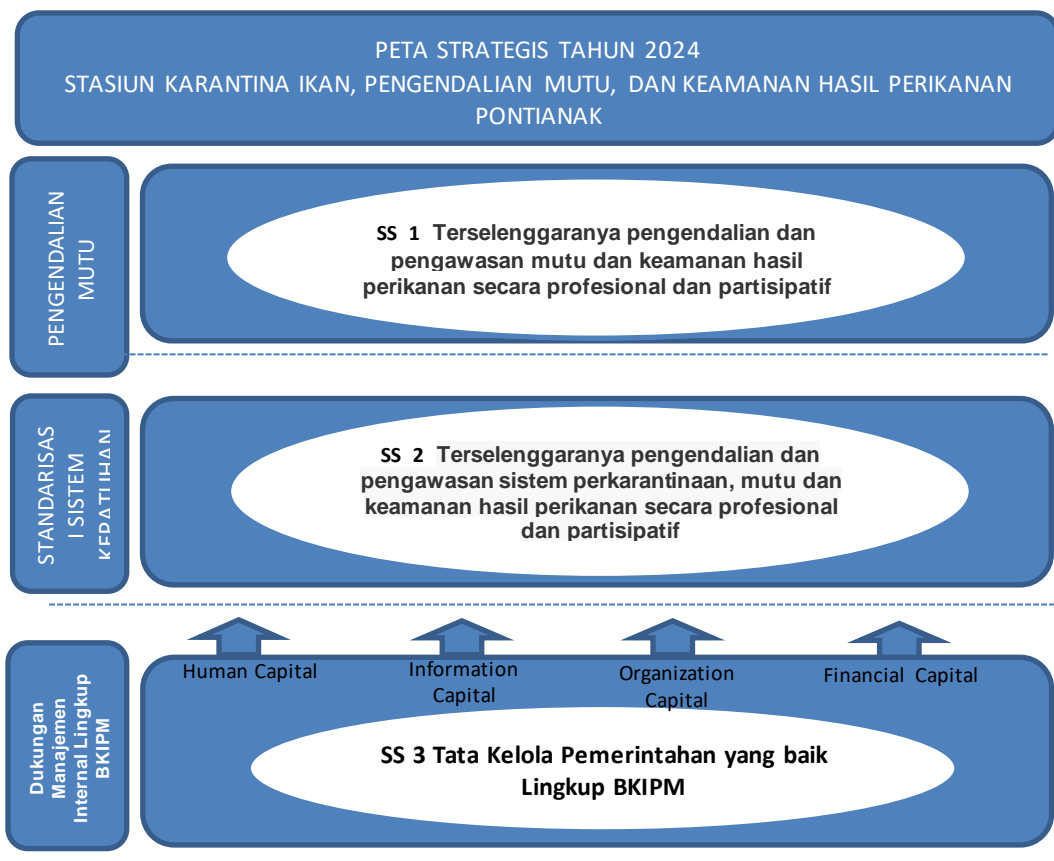 PETA STRATEGIS TAHUN 2024
STASIUN KARANTINA IKAN, PENGENDALIAN MUTU, DAN KEAMANAN HASIL PERIKANAN
PONTIANAK
PENGENDALIAN
MUTU
SS 1 Terselenggaranya pengendalian dan
pengawasan mutu dan keamanan hasil
perikanan secara profesional dan partisipatif
STANDARISAS
I SISTEM
SS 2 Terselenggaranya pengendalian dan
pengawasan sistem perkarantinaan, mutu dan
keamanan hasil perikanan secara profesional
dan partisipatif
Human Capital
Information
Capital
Organization
Capital
Financial Capital
Dukungan
Manajemen
Internal Lingkup
BKIPM
SS 3 Tata Kelola Pemerintahan yang baik
Lingkup BKIPM